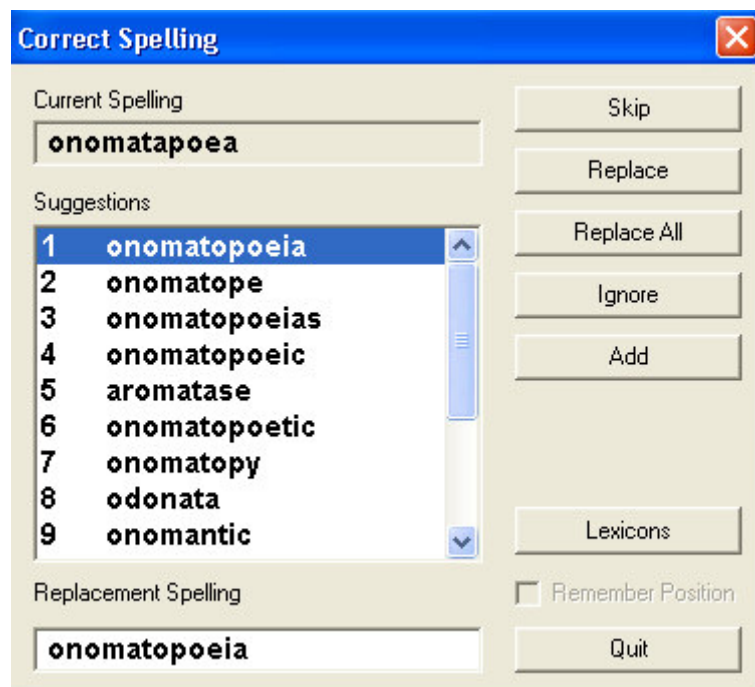 Correct Spelling
Current Spelling
onomatapoea
Suggestions
1 onomatopoeia
2 onomatope
3 onomatopoeias
4 onomatopoeic
5 aromatase
6 onomatopoetic
7 onomatopy
8 odonata
9 onomantic
Replacement Spelling
onomatopoeia
Skip
Replace
Replace All
Ignore
Add
Lexicons
Remember Position
Quit